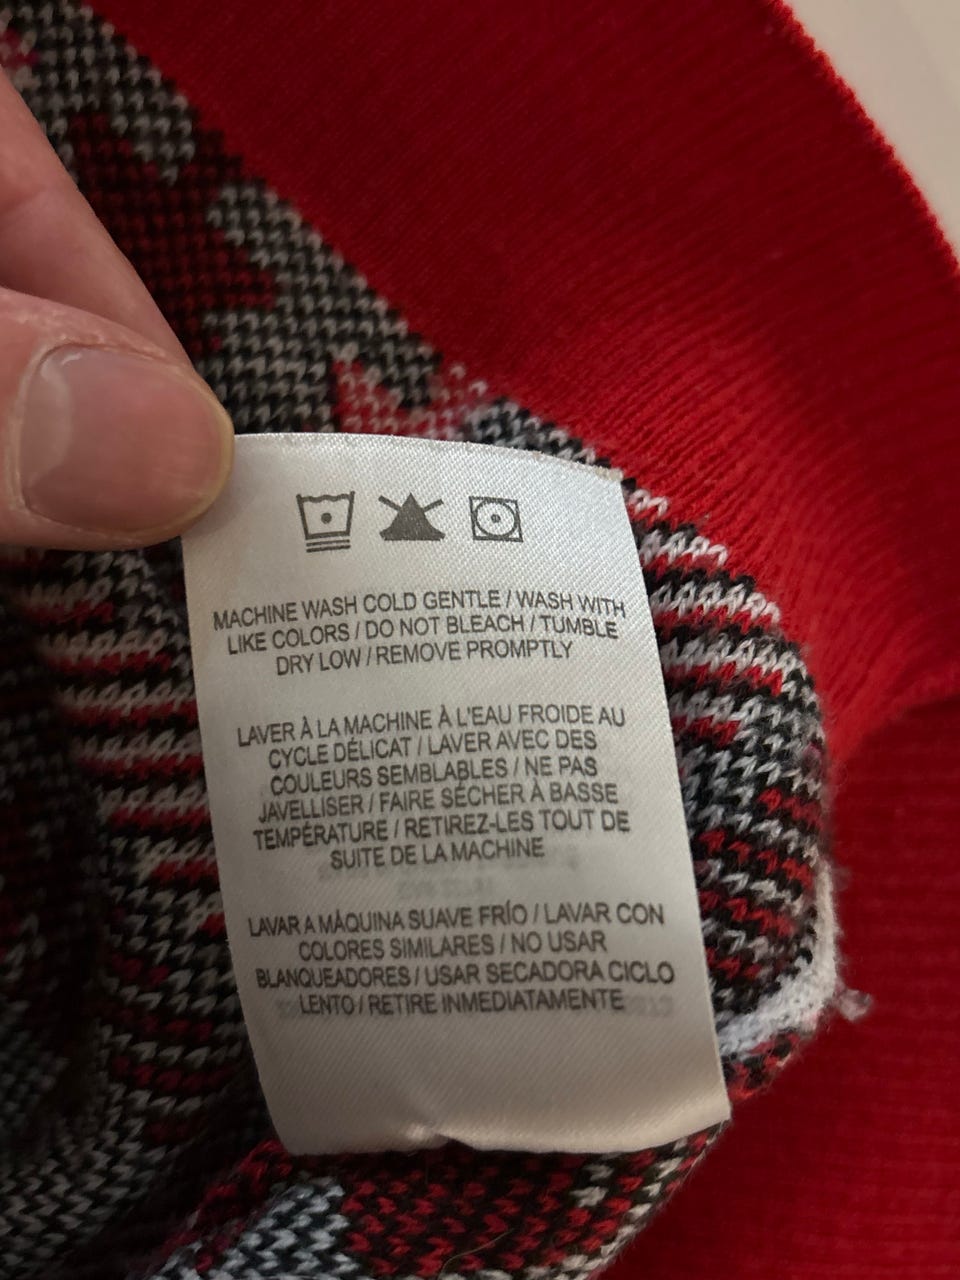 MACHINE WASH COLD GENTLE / WASH WITH
LIKE COLORS / DO NOT BLEACH / TUMBLE
DRY LOW / REMOVE PROMPTLY
LAVER À LA MACHINE À L'EAU FROIDE AU
CYCLE DÉLICAT / LAVER AVEC DES
COULEURS SEMBLABLES / NE PAS
JAVELLISER / FAIRE SÉCHER À BASSE
TEMPÉRATURE / RETIREZ-LES TOUT DE
SUITE DE LA MACHINE
LAVAR A MÁQUINA SUAVE FRÍO / LAVAR CON
COLORES SIMILARES / NO USAR
BLANQUEADORES / USAR SECADORA CICLO
LENTO / RETIRE INMEDIATAMENTE